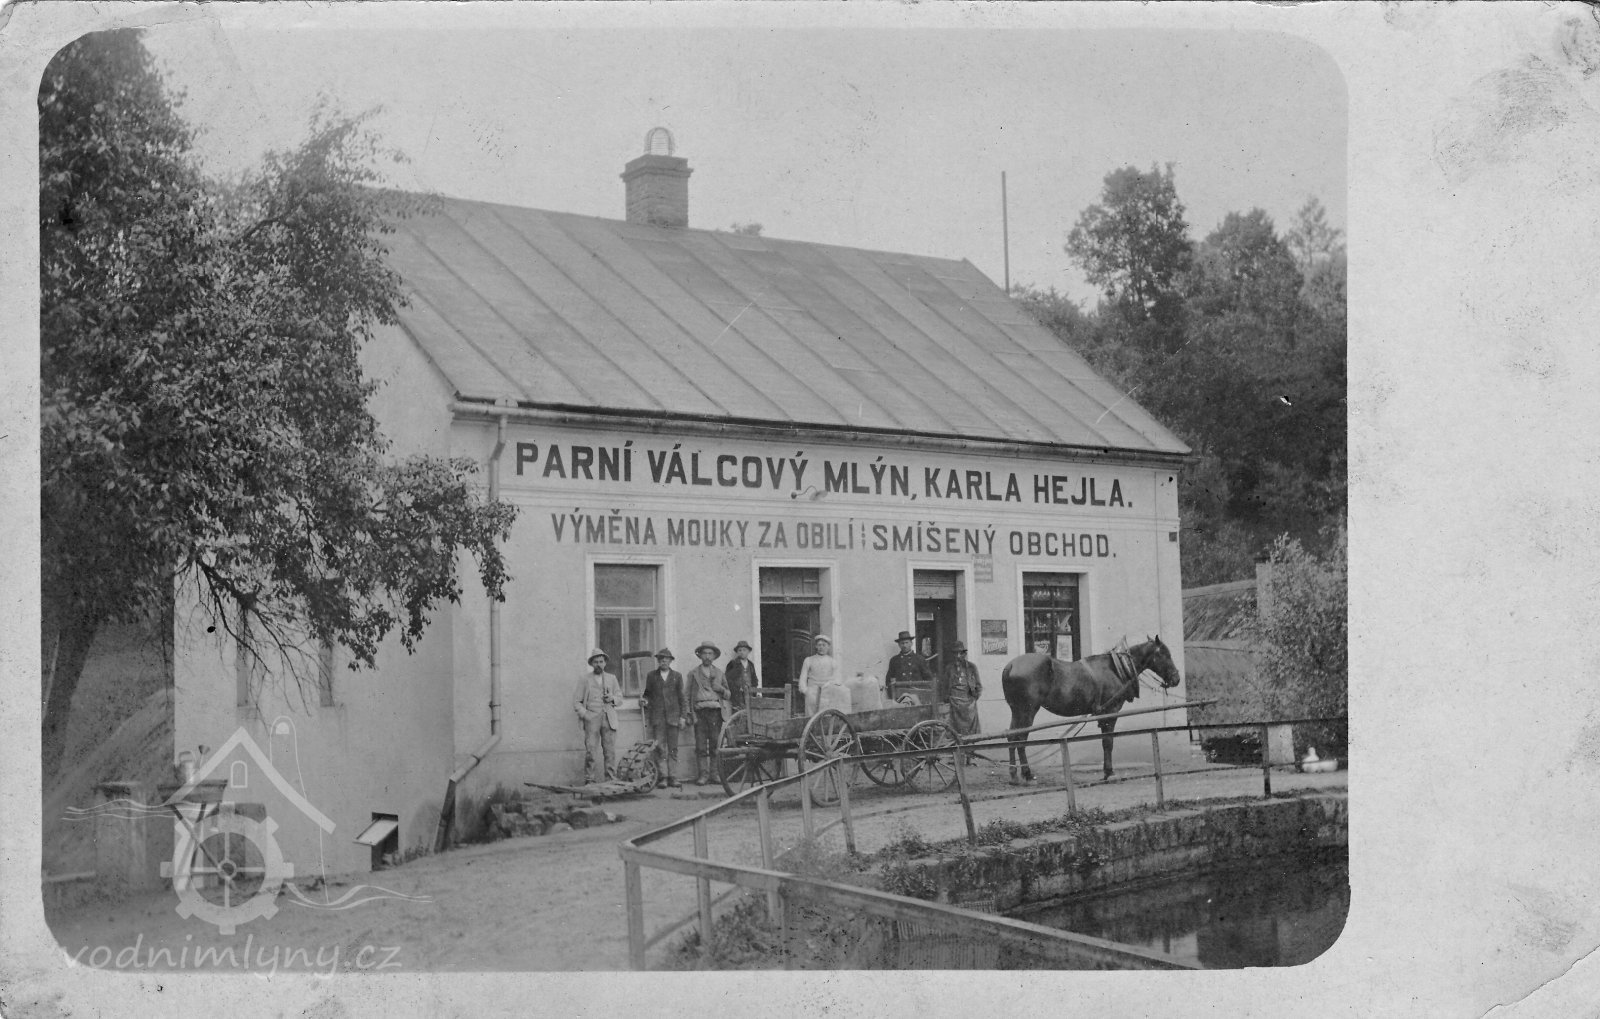 PARNÍ VÁLCOVÝ MLÝN, KARLA HEJLA.
VÝMĚNA MOUKY ZA OBILÍ ⁝⁝ SMÍŠENÝ OBCHOD.
vodnimlyny.cz